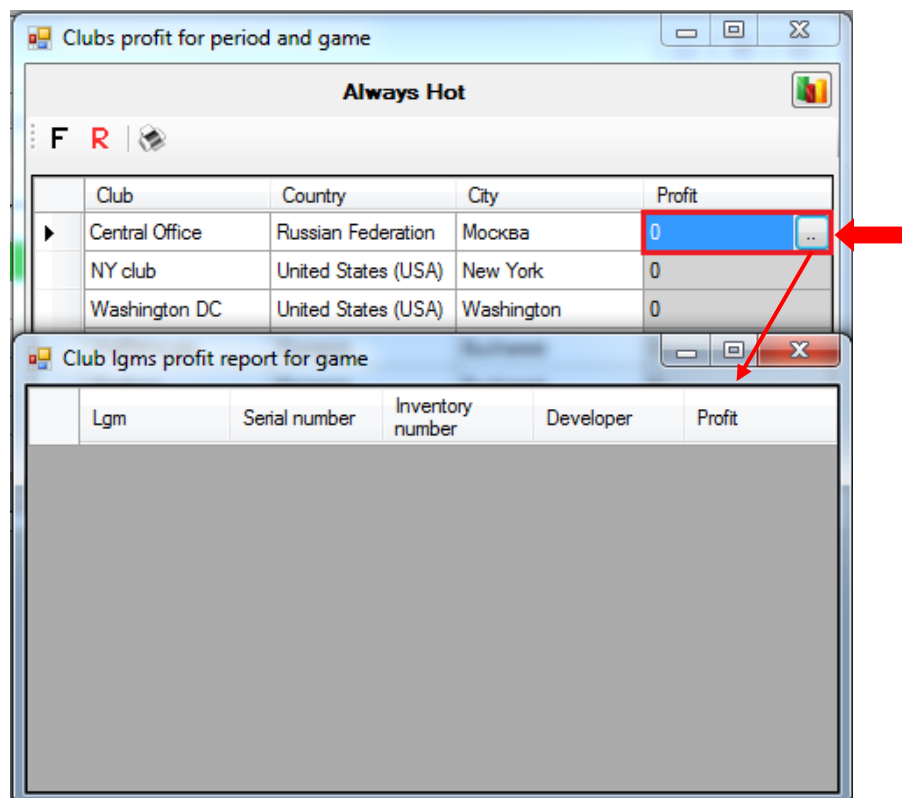 Clubs profit for period and game
Always Hot
F R
Club Country City Profit
Central Office Russian Federation Москва 0 ..
NY club United States (USA) New York 0
Washington DC United States (USA) Washington 0
Club lgms profit report for game
Lgm Serial number Inventory number Developer Profit